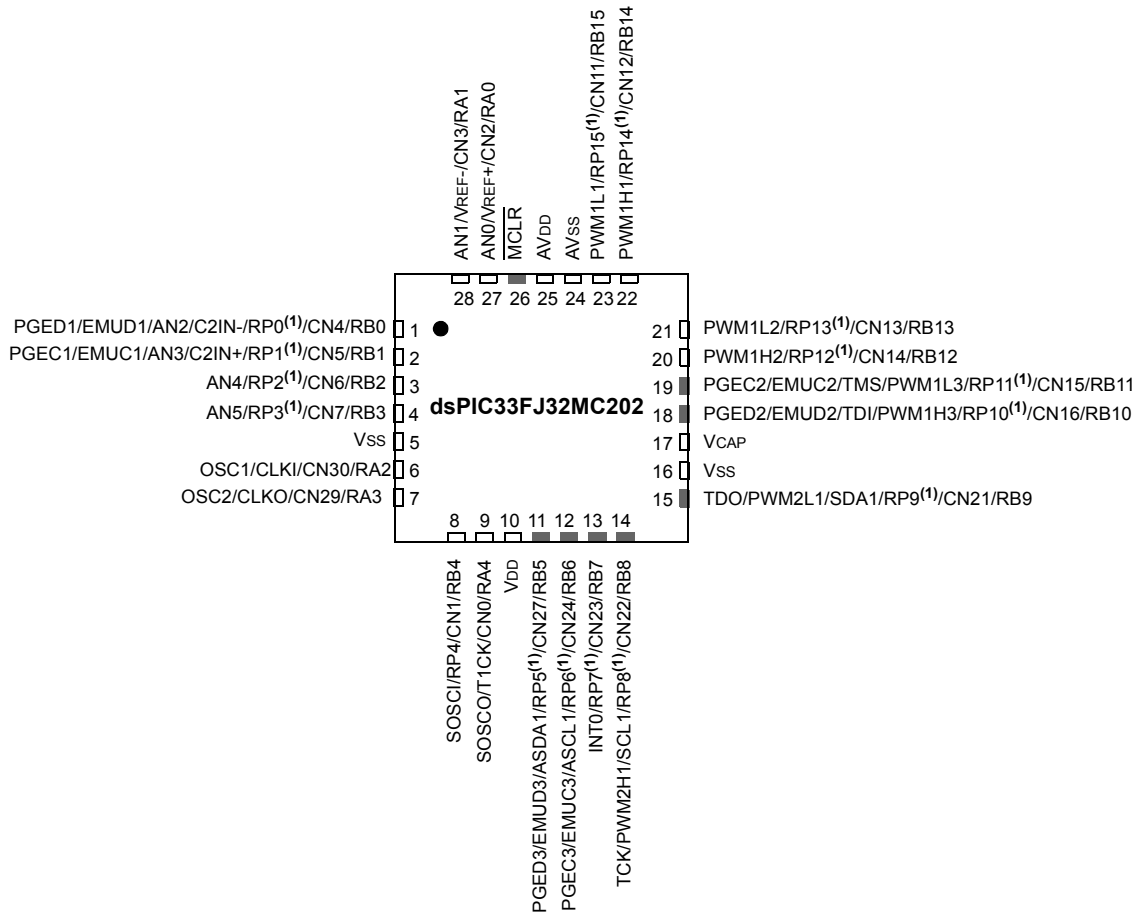 AN1/VREF-/CN3/RA1
AN0/VREF+/CN2/RA0
MCLR
AVDD
AVSS
PWM1L1/RP15(1)/CN11/RB15
PWM1H1/RP14(1)/CN12/RB14
28 27 26 25 24 23 22
PGED1/EMUD1/AN2/C2IN-/RP0(1)/CN4/RB0 1
PGEC1/EMUC1/AN3/C2IN+/RP1(1)/CN5/RB1 2
AN4/RP2(1)/CN6/RB2 3
AN5/RP3(1)/CN7/RB3 4
VSS 5
OSC1/CLKI/CN30/RA2 6
OSC2/CLKO/CN29/RA3 7
dsPIC33FJ32MC202
21 PWM1L2/RP13(1)/CN13/RB13
20 PWM1H2/RP12(1)/CN14/RB12
19 PGEC2/EMUC2/TMS/PWM1L3/RP11(1)/CN15/RB11
18 PGED2/EMUD2/TDI/PWM1H3/RP10(1)/CN16/RB10
17 VCAP
16 VSS
15 TDO/PWM2L1/SDA1/RP9(1)/CN21/RB9
8 9 10 11 12 13 14
SOSCI/RP4/CN1/RB4
SOSCO/T1CK/CN0/RA4
VDD
PGED3/EMUD3/ASDA1/RP5(1)/CN27/RB5
PGEC3/EMUC3/ASCL1/RP6(1)/CN24/RB6
INT0/RP7(1)/CN23/RB7
TCK/PWM2H1/SCL1/RP8(1)/CN22/RB8